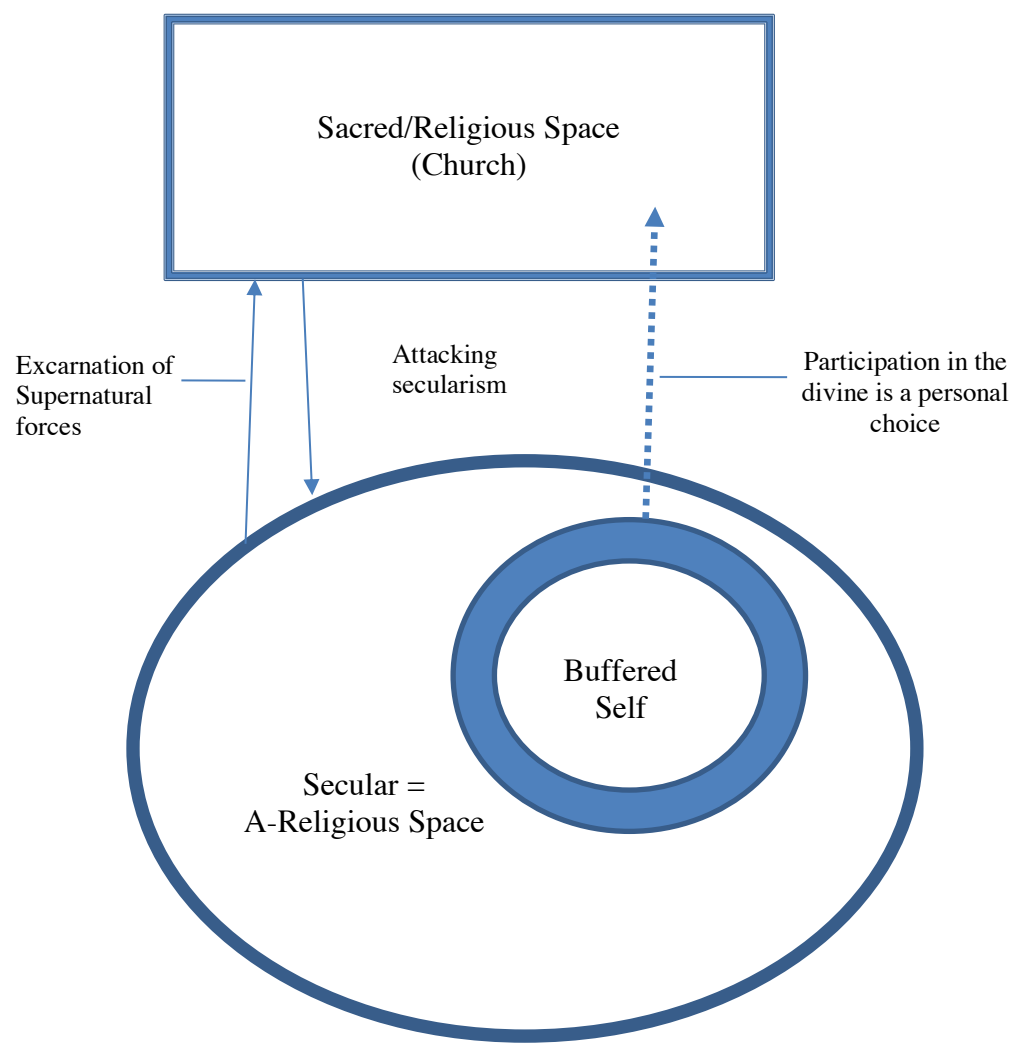 Sacred/Religious Space
(Church)
Excarnation of
Supernatural
forces
Attacking
secularism
Participation in the
divine is a personal
choice
Buffered
Self
Secular =
A-Religious Space